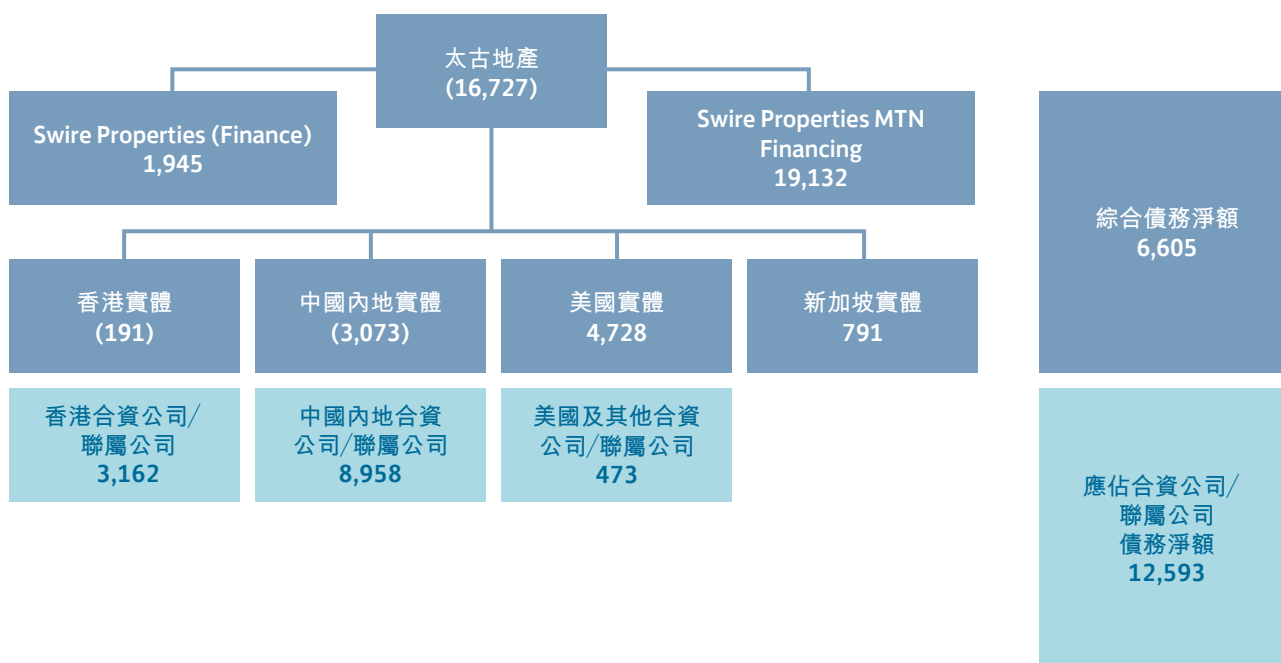 太古地產
(16,727)
Swire Properties (Finance)
1,945
Swire Properties MTN
Financing
19,132
綜合債務淨額
6,605
香港實體
(191)
中國內地實體
(3,073)
美國實體
4,728
新加坡實體
791
香港合資公司/
聯屬公司
3,162
中國內地合資
公司/聯屬公司
8,958
美國及其他合資
公司/聯屬公司
473
應佔合資公司/
聯屬公司
債務淨額
12,593